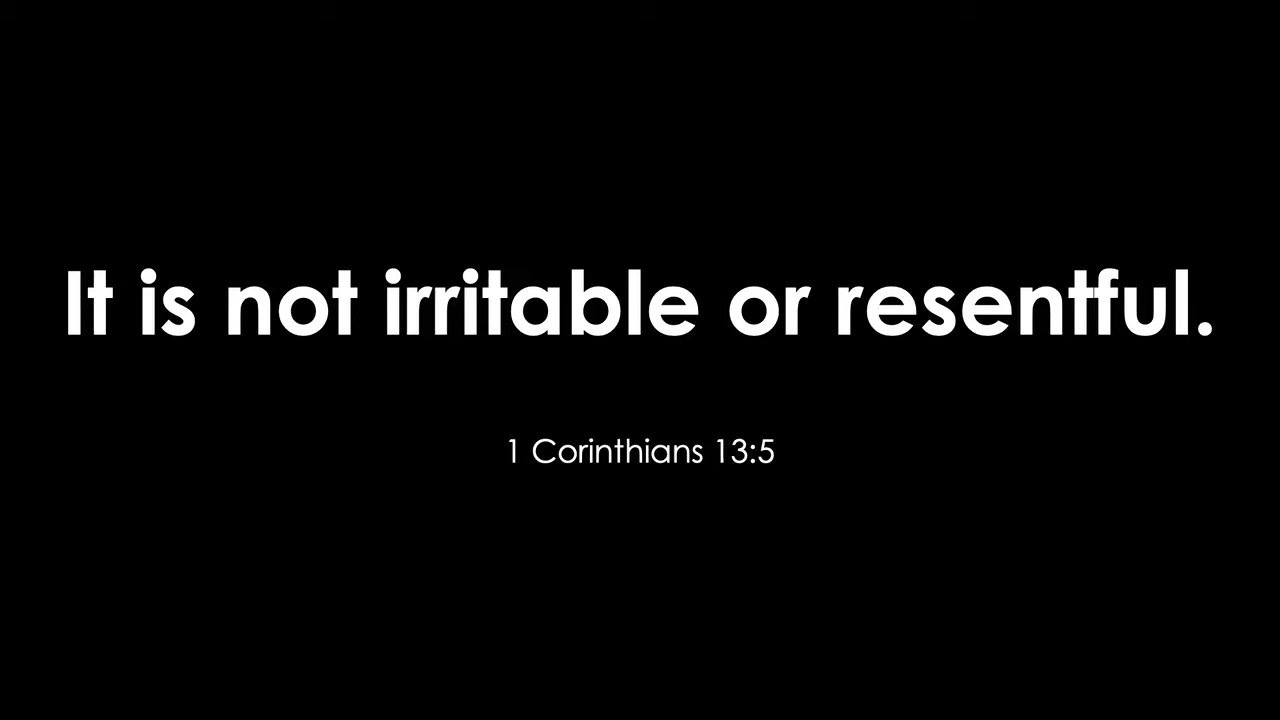 It is not irritable or resentful.
1 Corinthians 13:5